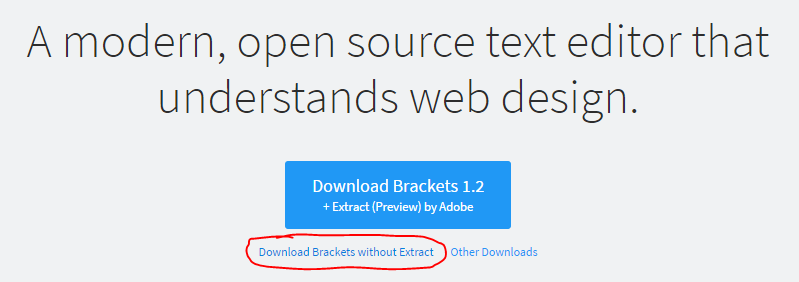 A modern, open source text editor that
understands web design.
Download Brackets 1.2
+ Extract (Preview) by Adobe
Download Brackets without Extract Other Downloads